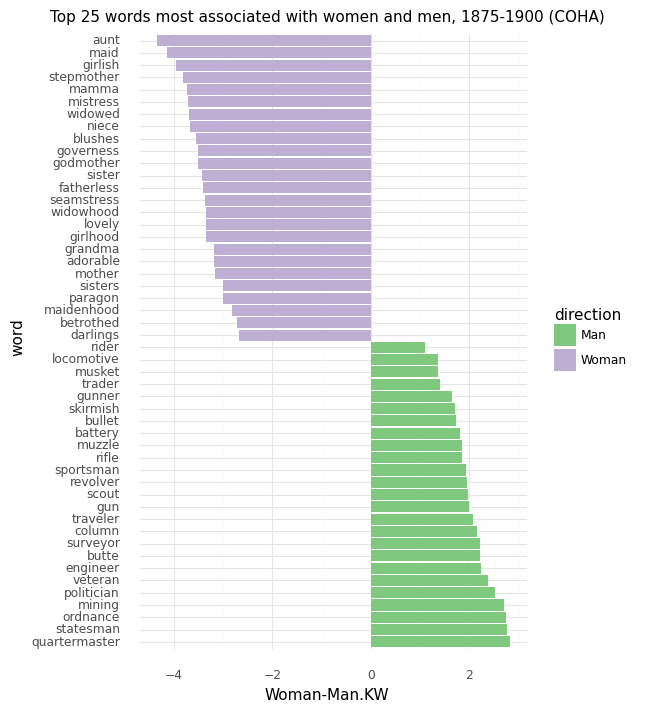 Top 25 words most associated with women and men, 1875-1900 (COHA)
aunt
maid
girlish
stepmother
mamma
mistress
widowed
niece
blushes
governess
godmother
sister
fatherless
seamstress
widowhood
lovely
girlhood
grandma
adorable
mother
sisters
paragon
maidenhood
betrothed
darlings
rider
locomotive
musket
trader
gunner
skirmish
bullet
battery
muzzle
rifle
sportsman
revolver
scout
gun
traveler
column
surveyor
butte
engineer
veteran
politician
mining
ordnance
statesman
quartermaster
word
−4 −2 0 2
Woman-Man.KW
direction
Man
Woman